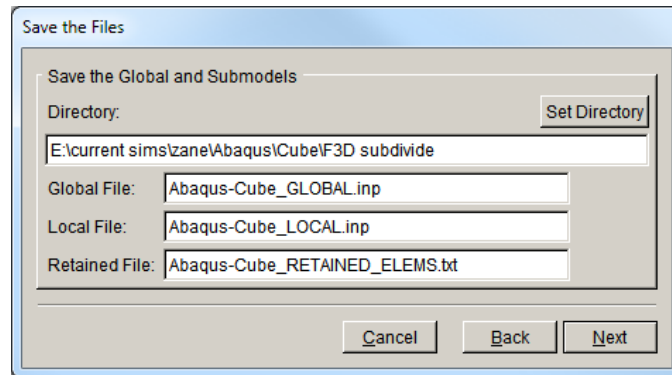 Save the Files
Save the Global and Submodels
Directory:
Set Directory
E:\current sims\zane\Abaqus\Cube\F3D subdivide
Global File: Abaqus-Cube_GLOBAL.inp
Local File: Abaqus-Cube_LOCAL.inp
Retained File: Abaqus-Cube_RETAINED_ELEMS.txt
Cancel Back Next